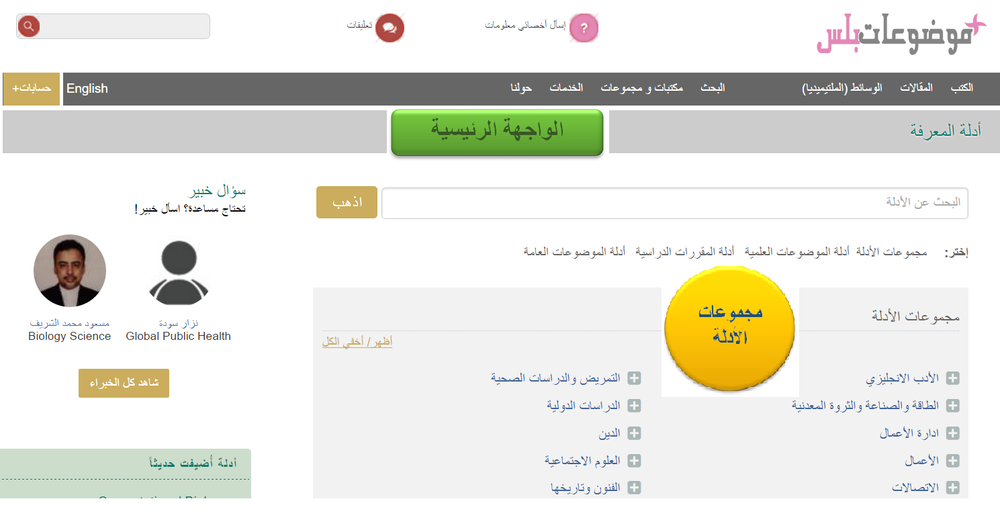 موضوعات بلس
إسأل أخصائي معلومات
تعليقات
الكتب
المقالات
الوسائط (الملتيميديا)
البحث
مكتبات و مجموعات
الخدمات
حولنا
English
حسابات+
أدلة المعرفة
الواجهة الرئيسية
البحث عن الأدلة
اذهب
إختر: مجموعات الأدلة أدلة الموضوعات العلمية أدلة المقررات الدراسية أدلة الموضوعات العامة
مجموعات الأدلة
مجموعات
الأدلة
أظهر / أخفي الكل
الأدب الانجليزي
الطاقة والصناعة والثروة المعدنية
ادارة الأعمال
الأعمال
الاتصالات
التمريض والدراسات الصحية
الدراسات الدولية
الدين
العلوم الاجتماعية
الفنون وتاريخها
سؤال خبير
تحتاج مساعدة؟ اسأل خبير!
نزار سودة
Global Public Health
مسعود محمد الشريف
Biology Science
شاهد كل الخبراء
أدلة أضيفت حديثاً